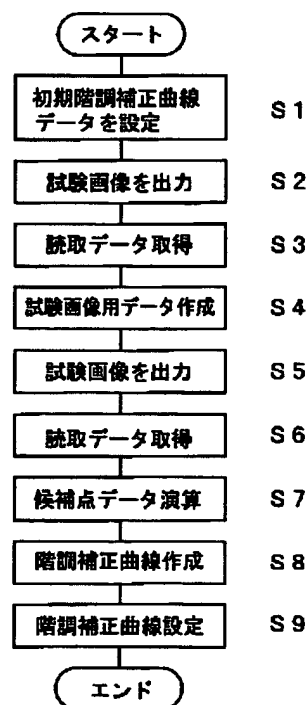 スタート
初期階調補正曲線
データを設定
S1
試験画像を出力
S2
読取データ取得
S3
試験画像用データ作成
S4
試験画像を出力
S5
読取データ取得
S6
候補点データ演算
S7
階調補正曲線作成
S8
階調補正曲線設定
S9
エンド